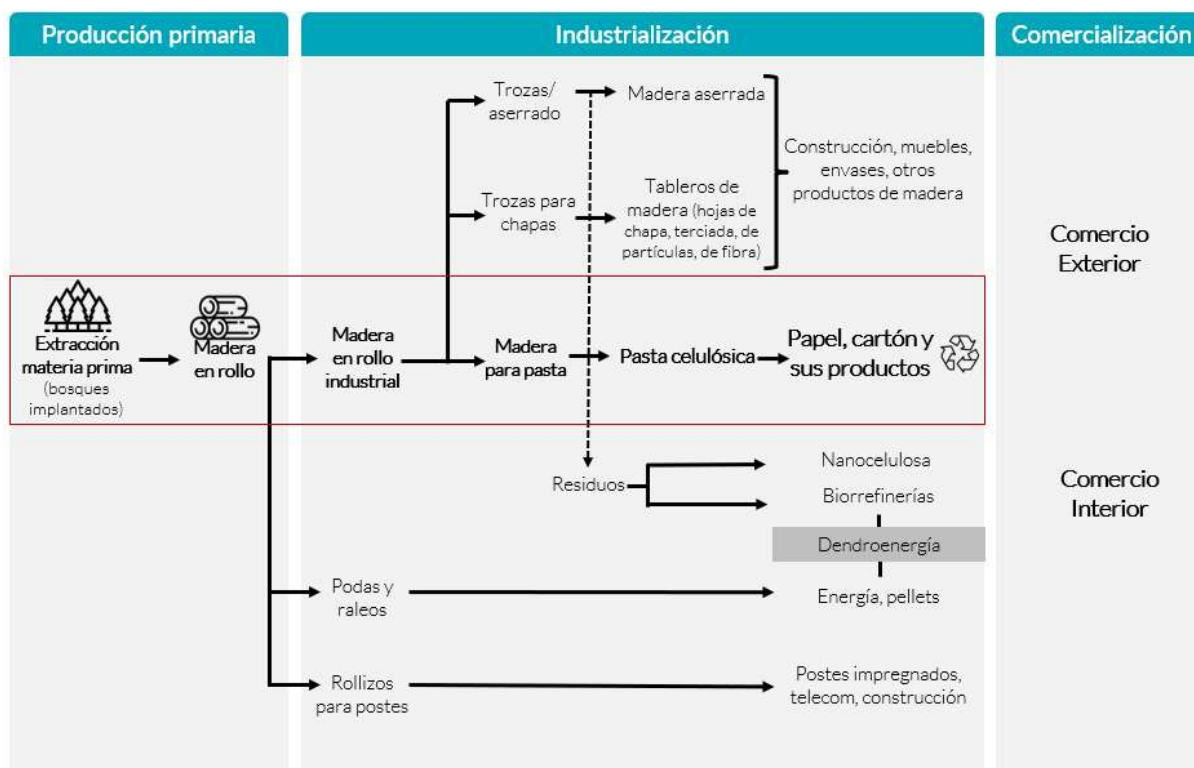 Producción primaria
Industrialización
Comercialización
Trozas/
aserrado
Madera aserrada
Construcción, muebles,
envases, otros
productos de madera
Trozas para
chapas
Tableros de
madera (hojas de
chapa, terciada, de
partículas, de fibra)
Comercio
Exterior
Extracción
materia prima
(bosques
implantados)
Madera
en rollo
Madera
en rollo
industrial
Madera
para pasta
Pasta celulósica
Papel, cartón y
sus productos
Residuos
Nanocelulosa
Biorrefinerías
Dendroenergía
Comercio
Interior
Podas y
raleos
Energía, pellets
Rollizos
para postes
Postes impregnados,
telecom, construcción